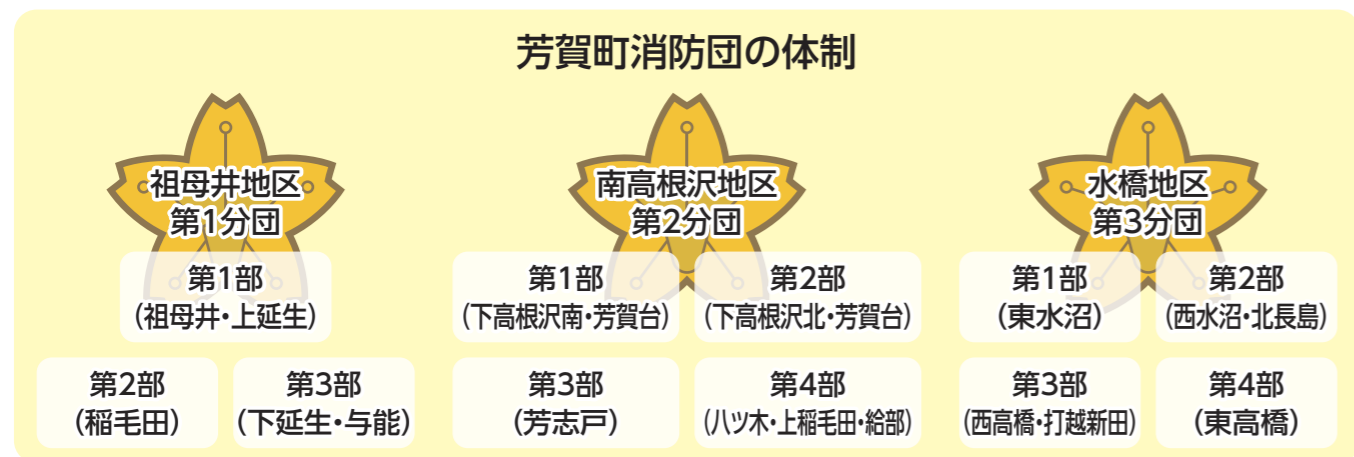 芳賀町消防団の体制
祖母井地区
第1分団
第1部
(祖母井・上延生)
第2部
(稲毛田)
第3部
(下延生・与能)
南高根沢地区
第2分団
第1部
(下高根沢南・芳賀台)
第2部
(下高根沢北・芳賀台)
第3部
(芳志戸)
第4部
(八ツ木・上稲毛田・給部)
水橋地区
第3分団
第1部
(東水沼)
第2部
(西水沼・北長島)
第3部
(西高橋・打越新田)
第4部
(東高橋)